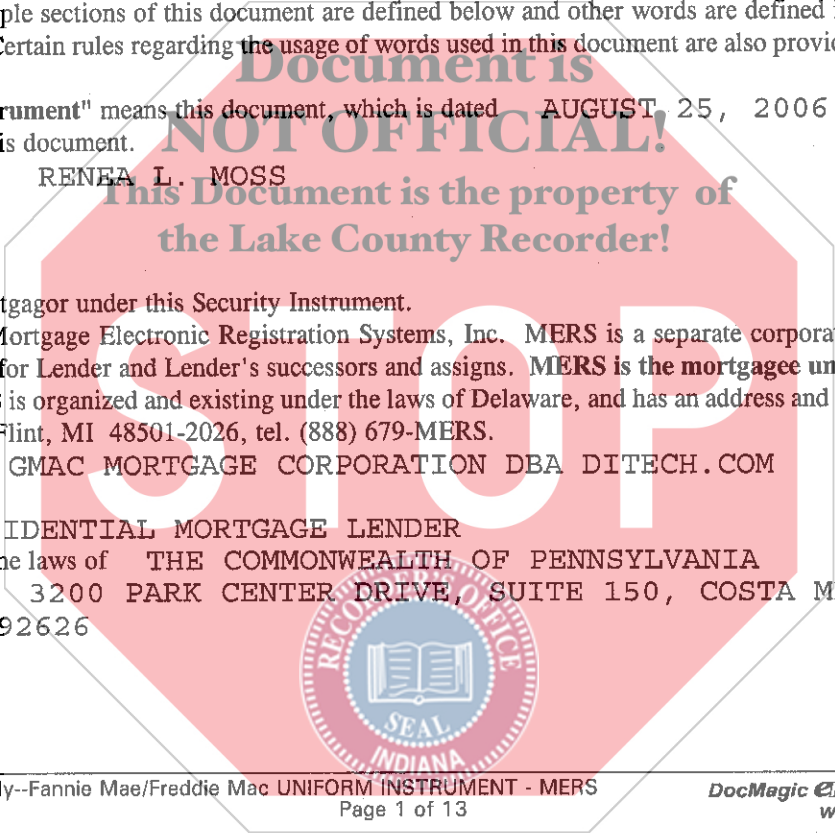 ple sections of this document are defined below and other words are defined
Certain rules regarding the usage of words used in this document are also provid
Document is
rument" means this document, which is dated AUGUST 25, 2006
is document.
NOT OFFICIAL!
RENEA L. MOSS
This Document is the property of
the Lake County Recorder!
tgagor under this Security Instrument.
Mortgage Electronic Registration Systems, Inc. MERS is a separate corpora
for Lender and Lender's successors and assigns. MERS is the mortgagee un
is organized and existing under the laws of Delaware, and has an address and
Flint, MI 48501-2026, tel. (888) 679-MERS.
STOP
GMAC MORTGAGE CORPORATION DBA DITECH.COM
IDENTIAL MORTGAGE LENDER
he laws of THE COMMONWEALTH OF PENNSYLVANIA
3200 PARK CENTER DRIVE, SUITE 150, COSTA M
92626
RECORDER'S OFFICE
SEAL
INDIANA
ly--Fannie Mae/Freddie Mac UNIFORM INSTRUMENT - MERS
DocMagic
Page 1 of 13
w